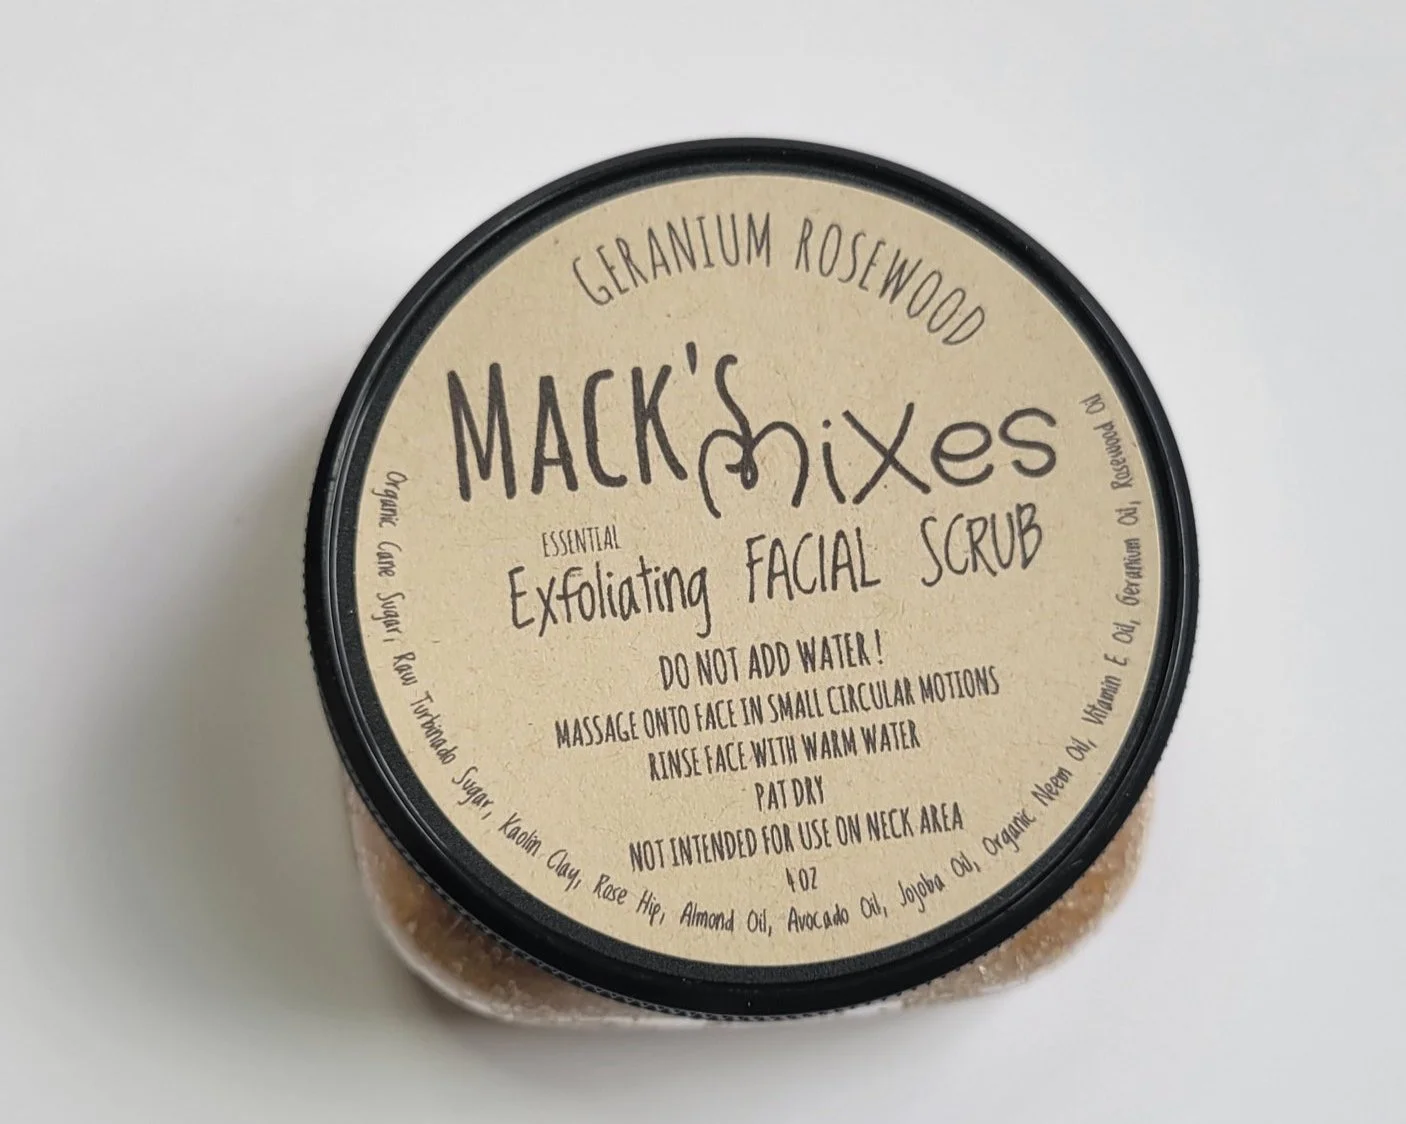 GERANIUM ROSEWOOD
MACK'S mixes
ESSENTIAL
Exfoliating FACIAL SCRUB
DO NOT ADD WATER!
MASSAGE ONTO FACE IN SMALL CIRCULAR MOTIONS
RINSE FACE WITH WARM WATER
PAT DRY
NOT INTENDED FOR USE ON NECK AREA
4 OZ
Organic Cane Sugar, Raw Turbinado Sugar, Kaolin Clay, Rose Hip, Almond Oil, Avocado Oil, Jojoba Oil, Organic Neem Oil, Vitamin E Oil, Geranium Oil, Rosewood Oil